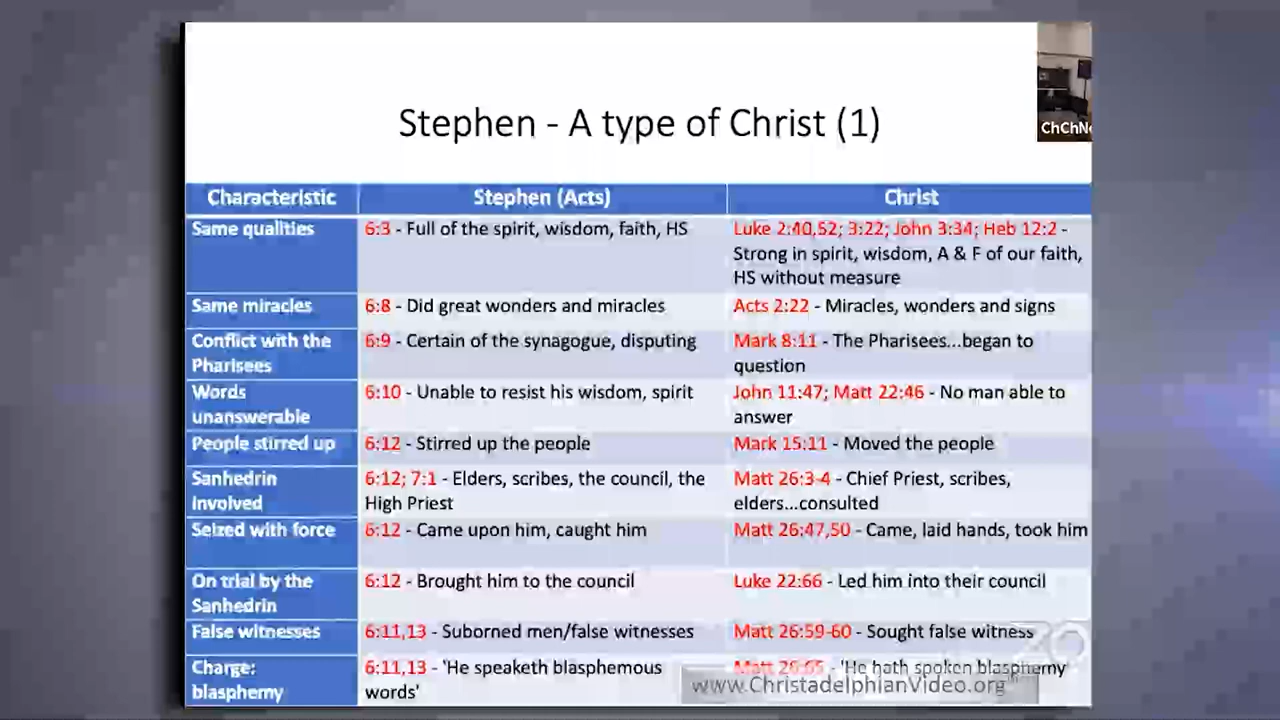 ChChN
Stephen - A type of Christ (1)
Characteristic Stephen (Acts) Christ
Same qualities 6:3 - Full of the spirit, wisdom, faith, HS Luke 2:40,52; 3:22; John 3:34; Heb 12:2 -
Strong in spirit, wisdom, A & F of our faith,
HS without measure
Same miracles 6:8 - Did great wonders and miracles Acts 2:22 - Miracles, wonders and signs
Conflict with the 6:9 - Certain of the synagogue, disputing Mark 8:11 - The Pharisees...began to
Pharisees question
Words 6:10 - Unable to resist his wisdom, spirit John 11:47; Matt 22:46 - No man able to
unanswerable answer
People stirred up 6:12 - Stirred up the people Mark 15:11 - Moved the people
Sanhedrin 6:12; 7:1 - Elders, scribes, the council, the Matt 26:3-4 - Chief Priest, scribes,
Involved High Priest elders...consulted
Seized with force 6:12 - Came upon him, caught him Matt 26:47,50 - Came, laid hands, took him
On trial by the 6:12 - Brought him to the council Luke 22:66 - Led him into their council
Sanhedrin
False witnesses 6:11,13 - Suborned men/false witnesses Matt 26:59-60 - Sought false witness
Charge: 6:11,13 - 'He speaketh blasphemous Matt 26:65 - 'He hath spoken blasphemy
blasphemy words'
www.ChristadelphianVideo.org